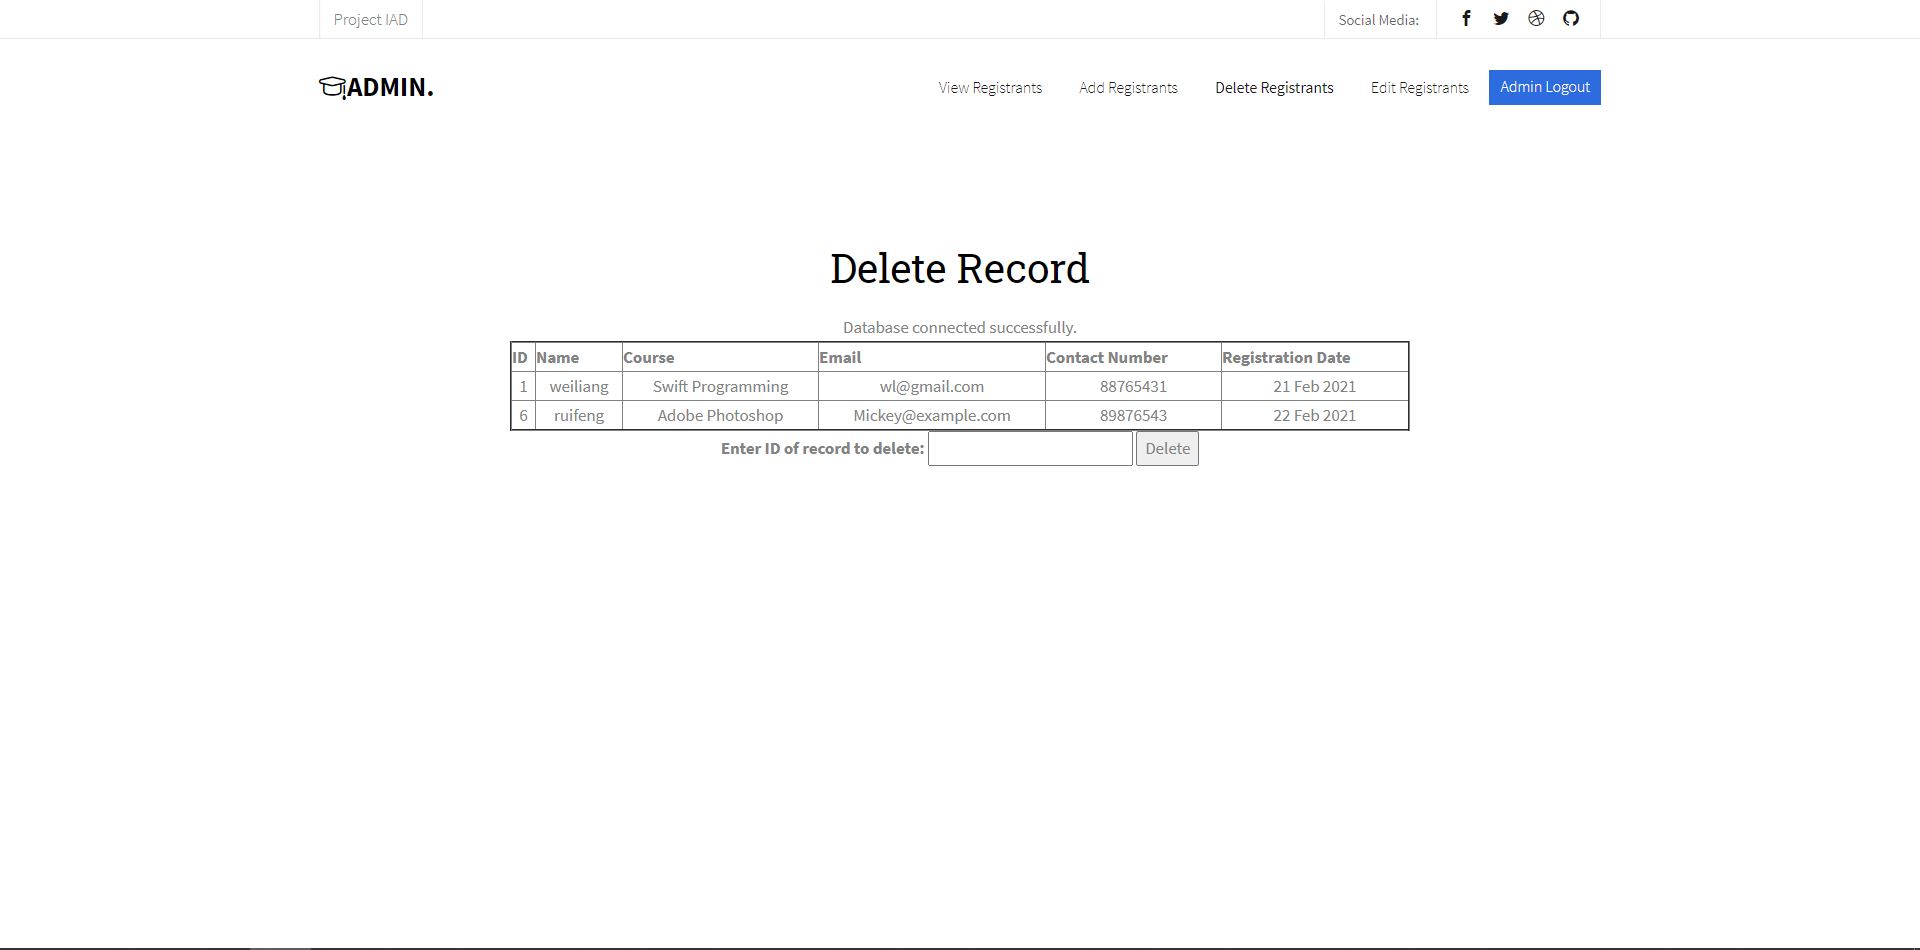 Project IAD Social Media:
ADMIN. View Registrants Add Registrants Delete Registrants Edit Registrants Admin Logout
Delete Record
Database connected successfully.
ID Name Course Email Contact Number Registration Date
1 weiliang Swift Programming wl@gmail.com 88765431 21 Feb 2021
6 ruifeng Adobe Photoshop Mickey@example.com 89876543 22 Feb 2021
Enter ID of record to delete: Delete